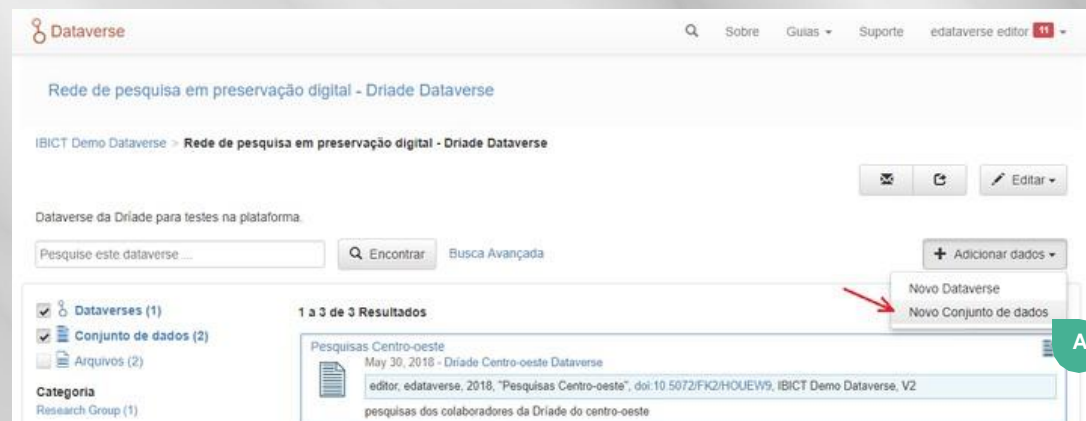 Dataverse
Sobre Guias Suporte edataverse editor 11
Rede de pesquisa em preservação digital - Dríade Dataverse
IBICT Demo Dataverse > Rede de pesquisa em preservação digital - Dríade Dataverse
Editar
Dataverse da Dríade para testes na plataforma.
Pesquise este dataverse ... Encontrar Busca Avançada Adicionar dados
Novo Dataverse
Novo Conjunto de dados
Dataverses (1)
Conjunto de dados (2)
Arquivos (2)
Categoria
Research Group (1)
1 a 3 de 3 Resultados
Pesquisas Centro-oeste
May 30, 2018 - Dríade Centro-oeste Dataverse
editor, edataverse, 2018, "Pesquisas Centro-oeste", doi:10.5072/FK2/HOUEW9, IBICT Demo Dataverse, V2
pesquisas dos colaboradores da Dríade do centro-oeste
A